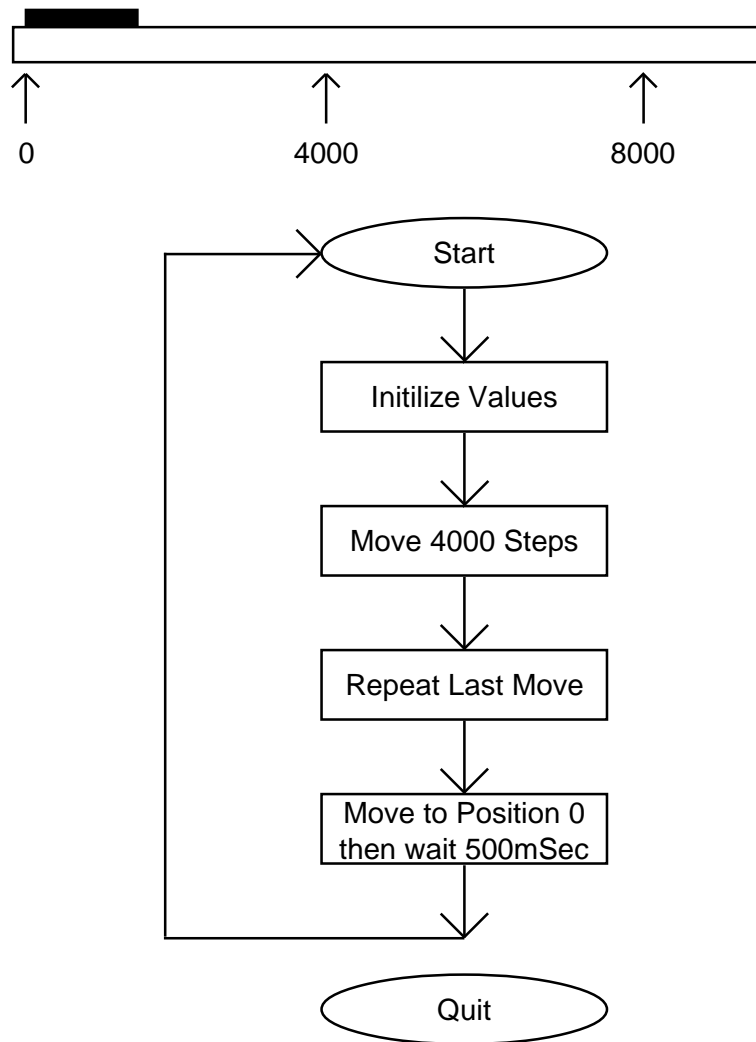 0 4000 8000
Start
Initilize Values
Move 4000 Steps
Repeat Last Move
Move to Position 0
then wait 500mSec
Quit